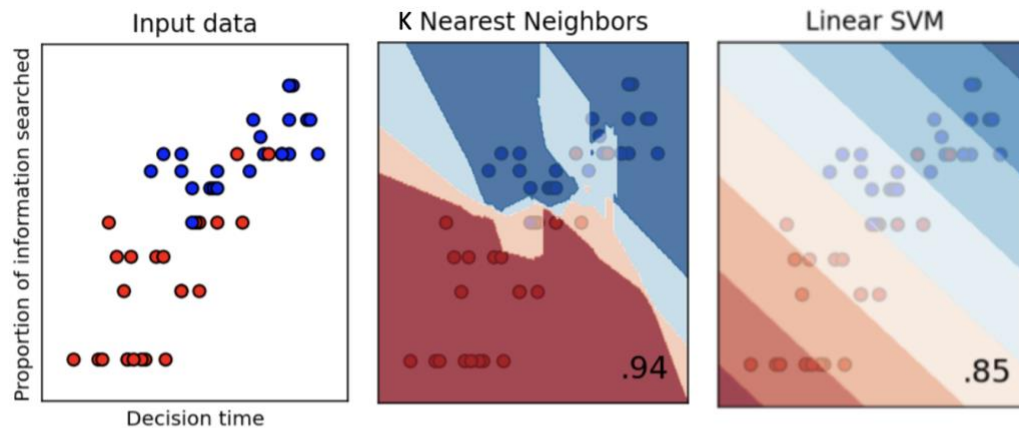 Input data
K Nearest Neighbors
Linear SVM
Proportion of information searched
Decision time
.94
.85